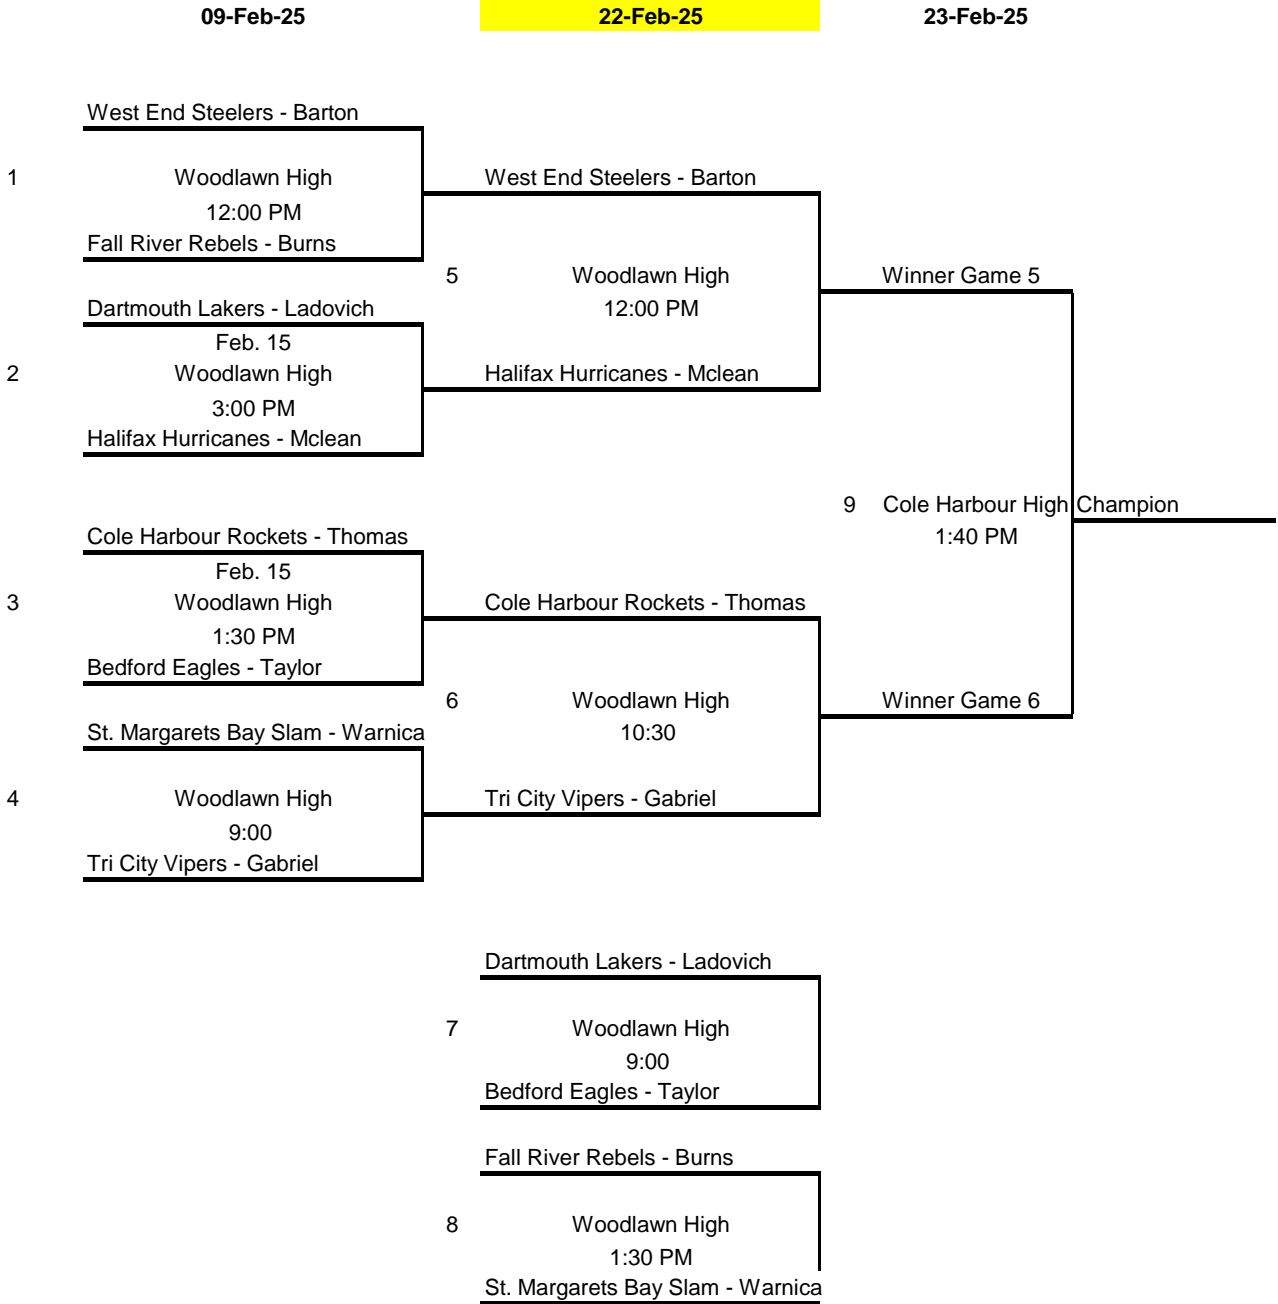 09-Feb-25 22-Feb-25 23-Feb-25
West End Steelers - Barton
1 Woodlawn High West End Steelers - Barton
12:00 PM
Fall River Rebels - Burns
5 Woodlawn High Winner Game 5
Dartmouth Lakers - Ladovich 12:00 PM
Feb. 15
2 Woodlawn High Halifax Hurricanes - Mclean
3:00 PM
Halifax Hurricanes - Mclean
9 Cole Harbour High Champion
Cole Harbour Rockets - Thomas 1:40 PM
Feb. 15
3 Woodlawn High Cole Harbour Rockets - Thomas
1:30 PM
Bedford Eagles - Taylor
6 Woodlawn High Winner Game 6
St. Margarets Bay Slam - Warnica 10:30
4 Woodlawn High Tri City Vipers - Gabriel
9:00
Tri City Vipers - Gabriel
Dartmouth Lakers - Ladovich
7 Woodlawn High
9:00
Bedford Eagles - Taylor
Fall River Rebels - Burns
8 Woodlawn High
1:30 PM
St. Margarets Bay Slam - Warnica